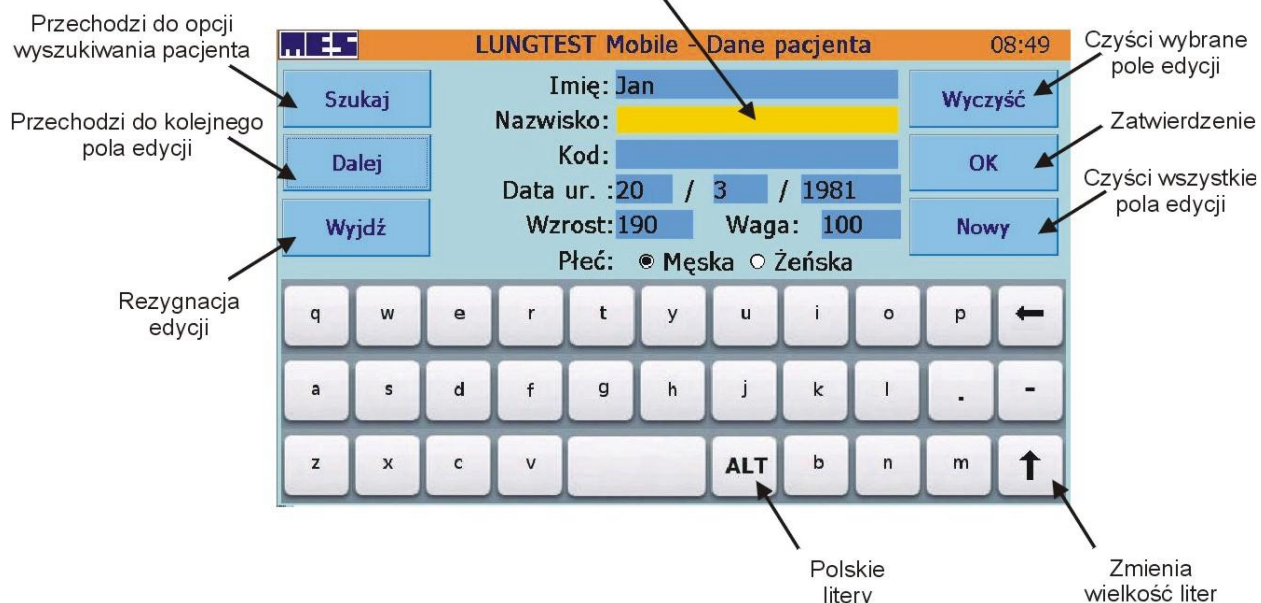 Przechodzi do opcji
wyszukiwania pacjenta
MES
LUNGTEST Mobile - Dane pacjenta
08:49
Czyści wybrane
pole edycji
Szukaj
Imię: Jan
Wyczyść
Nazwisko:
Zatwierdzenie
Przechodzi do kolejnego
pola edycji
Dalej
Kod:
OK
Data ur. :20 / 3 / 1981
Czyści wszystkie
pola edycji
Wyjdź
Wzrost:190 Waga: 100
Nowy
Płeć: Męska Żeńska
Rezygnacja
edycji
q w e r t y u i o p ←
a s d f g h j k l . -
z x c v ALT b n m ↑
Polskie
litery
Zmienia
wielkość liter